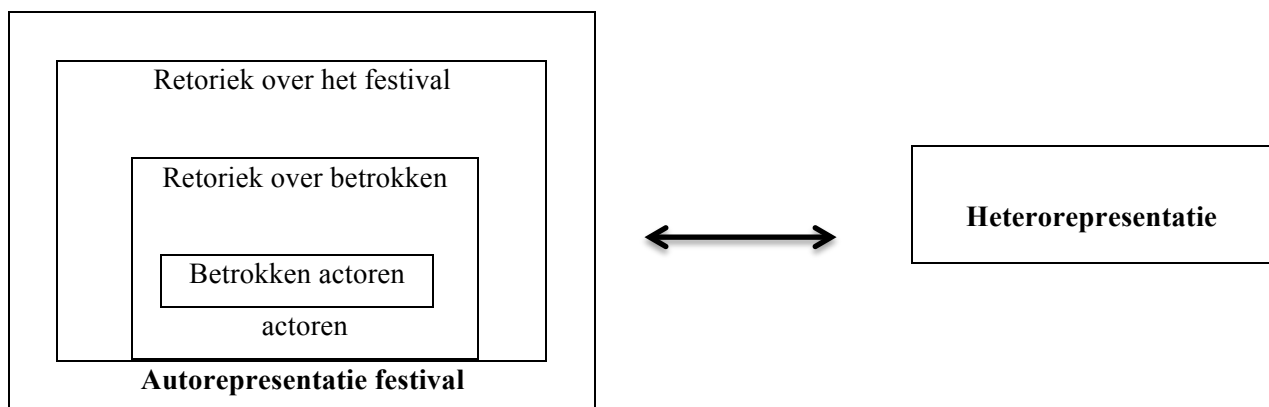 Retoriek over het festival
Retoriek over betrokken
Betrokken actoren
actoren
Autorepresentatie festival
Heterorepresentatie